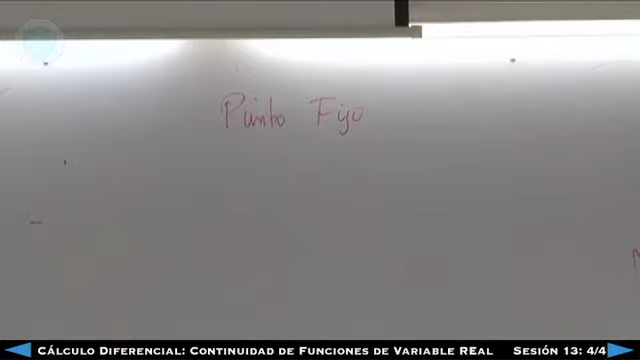 Punto Fijo
Cálculo Diferencial: Continuidad de Funciones de Variable REal Sesión 13: 4/4